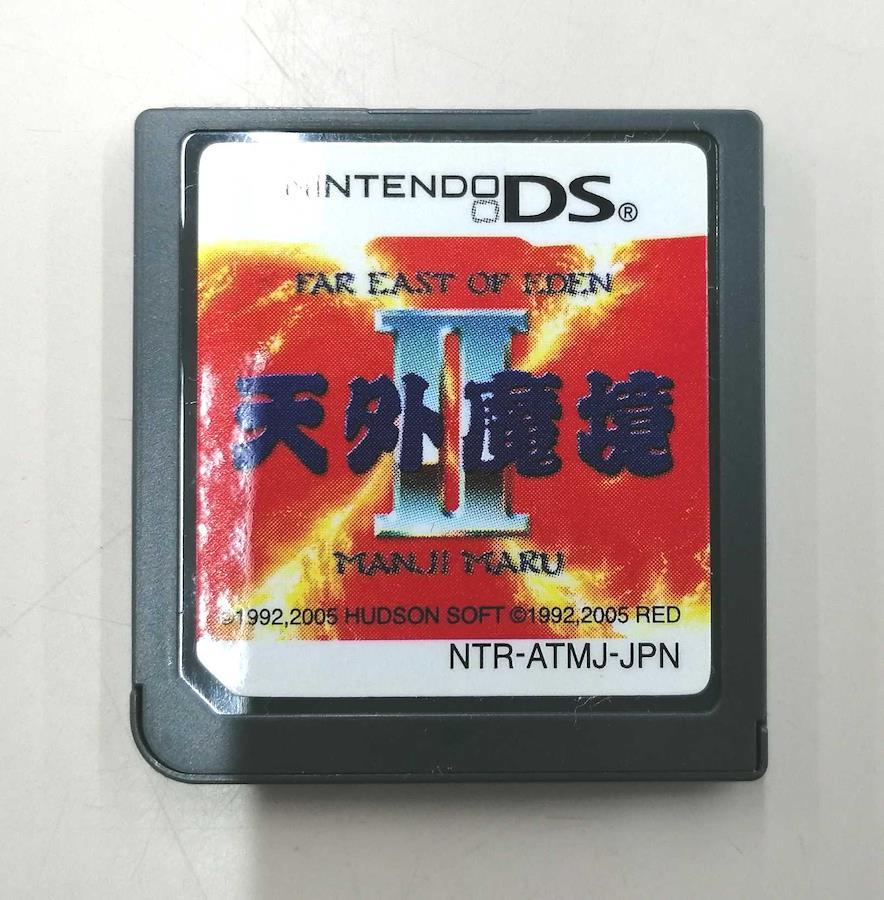 NINTENDO DS®
FAR EAST OF EDEN
II
天外魔境
MANJI MARU
©1992,2005 HUDSON SOFT ©1992,2005 RED
NTR-ATMJ-JPN